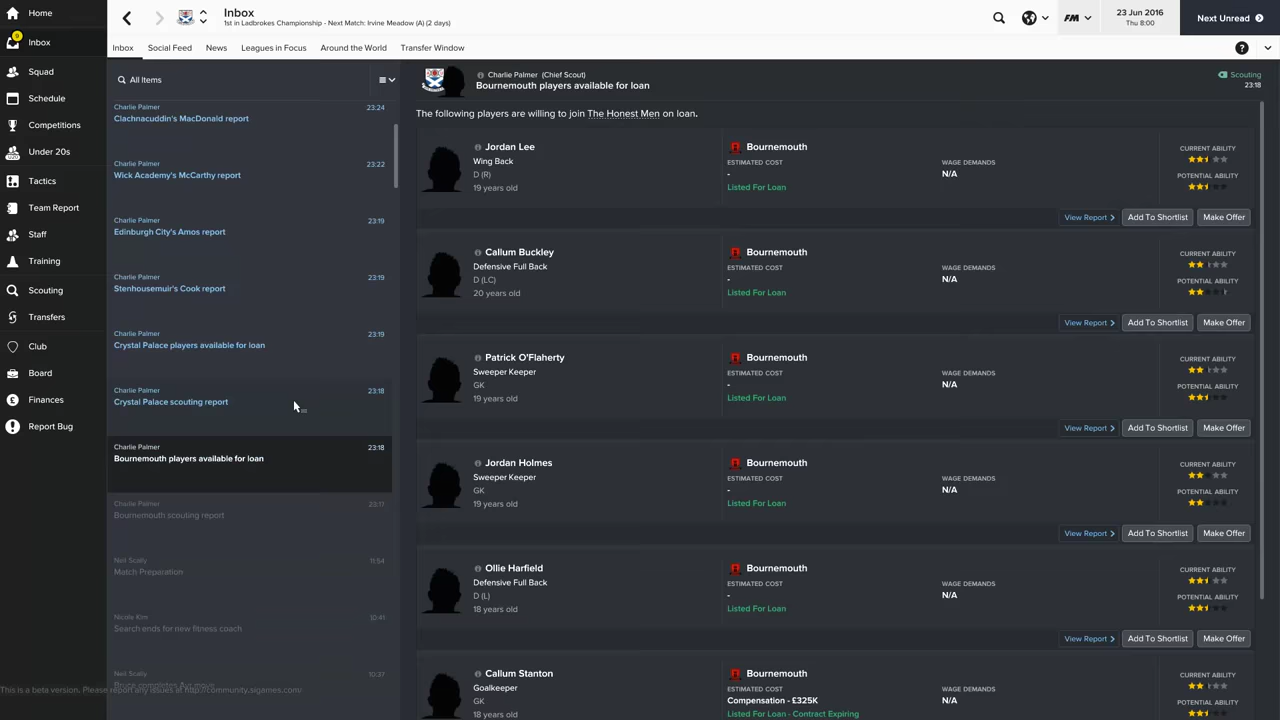 Home
Inbox
Squad
Schedule
Competitions
Under 20s
Tactics
Team Report
Staff
Training
Scouting
Transfers
Club
Board
Finances
Report Bug
Inbox
1st in Ladbrokes Championship - Next Match: Irvine Meadow (A) (2 days)
FM
23 Jun 2016
Thu 8:00
Next Unread
Inbox
Social Feed
News
Leagues in Focus
Around the World
Transfer Window
?
All Items
Charlie Palmer 23:24
Clachnacuddin's MacDonald report
Charlie Palmer 23:22
Wick Academy's McCarthy report
Charlie Palmer 23:19
Edinburgh City's Amos report
Charlie Palmer 23:19
Stenhousemuir's Cook report
Charlie Palmer 23:19
Crystal Palace players available for loan
Charlie Palmer 23:18
Crystal Palace scouting report
Charlie Palmer 23:18
Bournemouth players available for loan
Charlie Palmer 23:17
Bournemouth scouting report
Neil Scally 11:54
Match Preparation
Nicole Kim 10:41
Search ends for new fitness coach
Neil Scally 10:37
This is a beta version. Please report any issues at http://community.sigames.com/
Charlie Palmer (Chief Scout)
Bournemouth players available for loan
Scouting
23:18
The following players are willing to join The Honest Men on loan.
Jordan Lee
Wing Back
D (R)
19 years old
Bournemouth
ESTIMATED COST
-
Listed For Loan
WAGE DEMANDS
N/A
CURRENT ABILITY
POTENTIAL ABILITY
View Report
Add To Shortlist
Make Offer
Callum Buckley
Defensive Full Back
D (LC)
20 years old
Bournemouth
ESTIMATED COST
-
Listed For Loan
WAGE DEMANDS
N/A
CURRENT ABILITY
POTENTIAL ABILITY
View Report
Add To Shortlist
Make Offer
Patrick O'Flaherty
Sweeper Keeper
GK
19 years old
Bournemouth
ESTIMATED COST
-
Listed For Loan
WAGE DEMANDS
N/A
CURRENT ABILITY
POTENTIAL ABILITY
View Report
Add To Shortlist
Make Offer
Jordan Holmes
Sweeper Keeper
GK
19 years old
Bournemouth
ESTIMATED COST
-
Listed For Loan
WAGE DEMANDS
N/A
CURRENT ABILITY
POTENTIAL ABILITY
View Report
Add To Shortlist
Make Offer
Ollie Harfield
Defensive Full Back
D (L)
18 years old
Bournemouth
ESTIMATED COST
-
Listed For Loan
WAGE DEMANDS
N/A
CURRENT ABILITY
POTENTIAL ABILITY
View Report
Add To Shortlist
Make Offer
Callum Stanton
Goalkeeper
GK
18 years old
Bournemouth
ESTIMATED COST
Compensation - £325K
Listed For Loan - Contract Expiring
WAGE DEMANDS
N/A
CURRENT ABILITY
POTENTIAL ABILITY